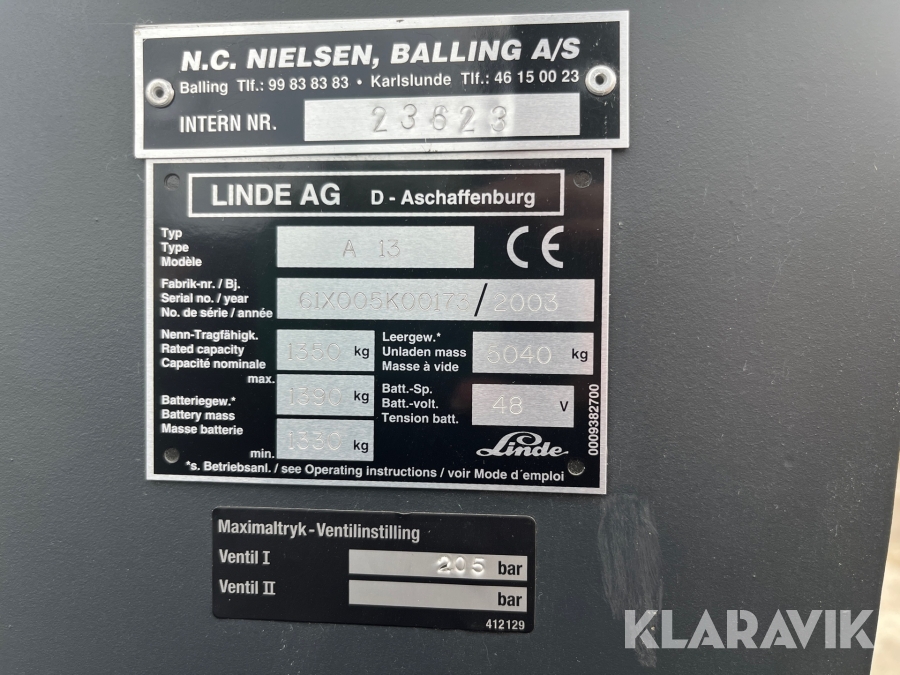 N.C. NIELSEN, BALLING A/S
Balling Tlf.: 99 83 83 83 • Karlslunde Tlf.: 46 15 00 23
INTERN NR. 23623
LINDE AG D - Aschaffenburg
Typ
Type
Modèle
A 13
CE
Fabrik-nr. / Bj.
Serial no. / year
No. de série / année
/ 2003
Nenn-Tragfähigk.
Rated capacity
Capacité nominale
1350 kg
Leergew.*
Unladen mass
Masse à vide
kg
Batteriegew.*
Battery mass
Masse batterie
max.
1390 kg
min.
1330 kg
Batt.-Sp.
Batt.-volt.
Tension batt.
48 V
Linde
0009382700
*s. Betriebsanl. / see Operating instructions / voir Mode d´emploi
Maximaltryk-Ventilinstilling
Ventil I 205 bar
Ventil II bar
412129
KLARAVIK